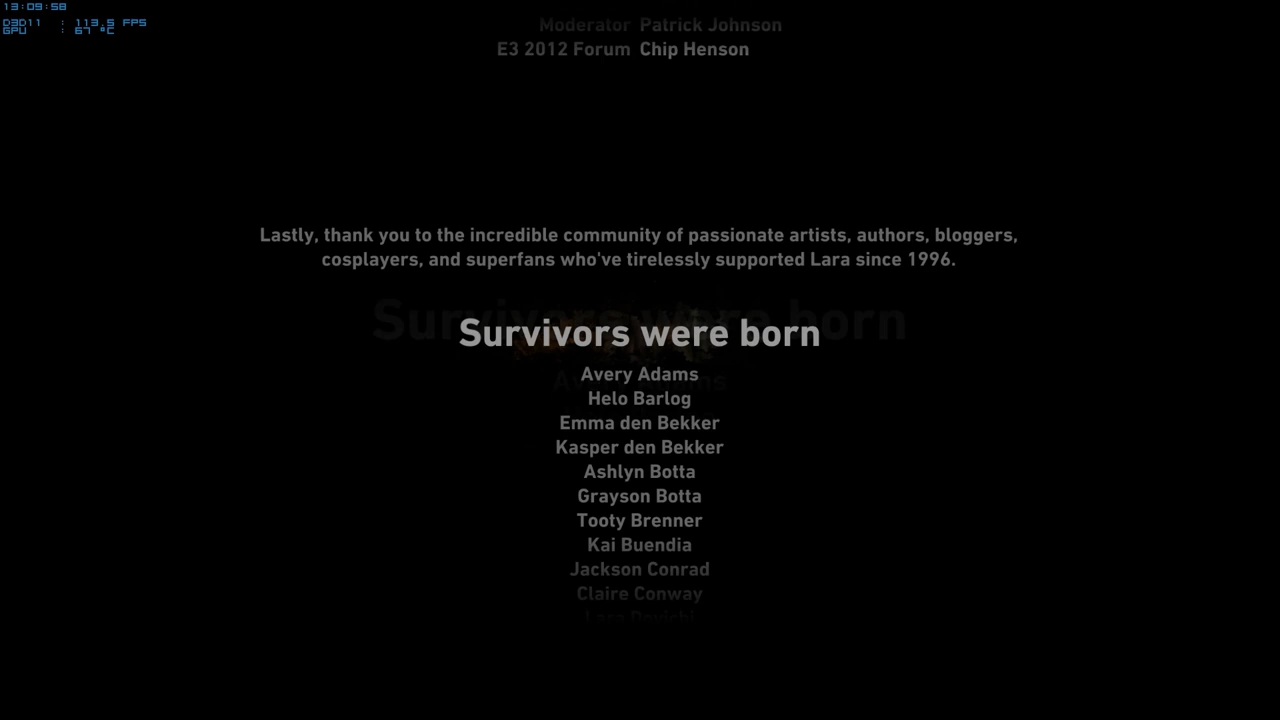 13:09:58
D3D11 : 113.5 FPS
GPU : 67 °C
Moderator Patrick Johnson
E3 2012 Forum Chip Henson
Lastly, thank you to the incredible community of passionate artists, authors, bloggers,
cosplayers, and superfans who've tirelessly supported Lara since 1996.
Survivors were born
Avery Adams
Helo Barlog
Emma den Bekker
Kasper den Bekker
Ashlyn Botta
Grayson Botta
Tooty Brenner
Kai Buendia
Jackson Conrad
Claire Conway
Lara